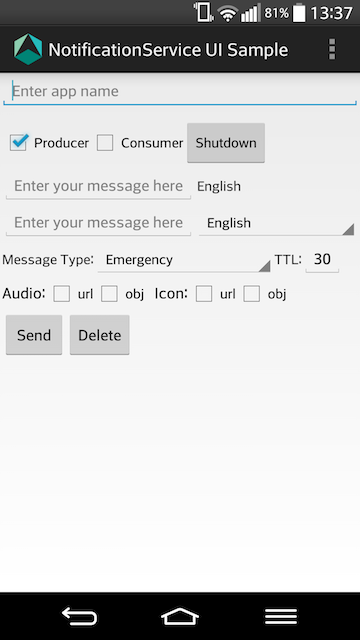 81% 13:37
NotificationService UI Sample
Enter app name
Producer Consumer Shutdown
Enter your message here English
Enter your message here English
Message Type: Emergency TTL: 30
Audio: url obj Icon: url obj
Send Delete